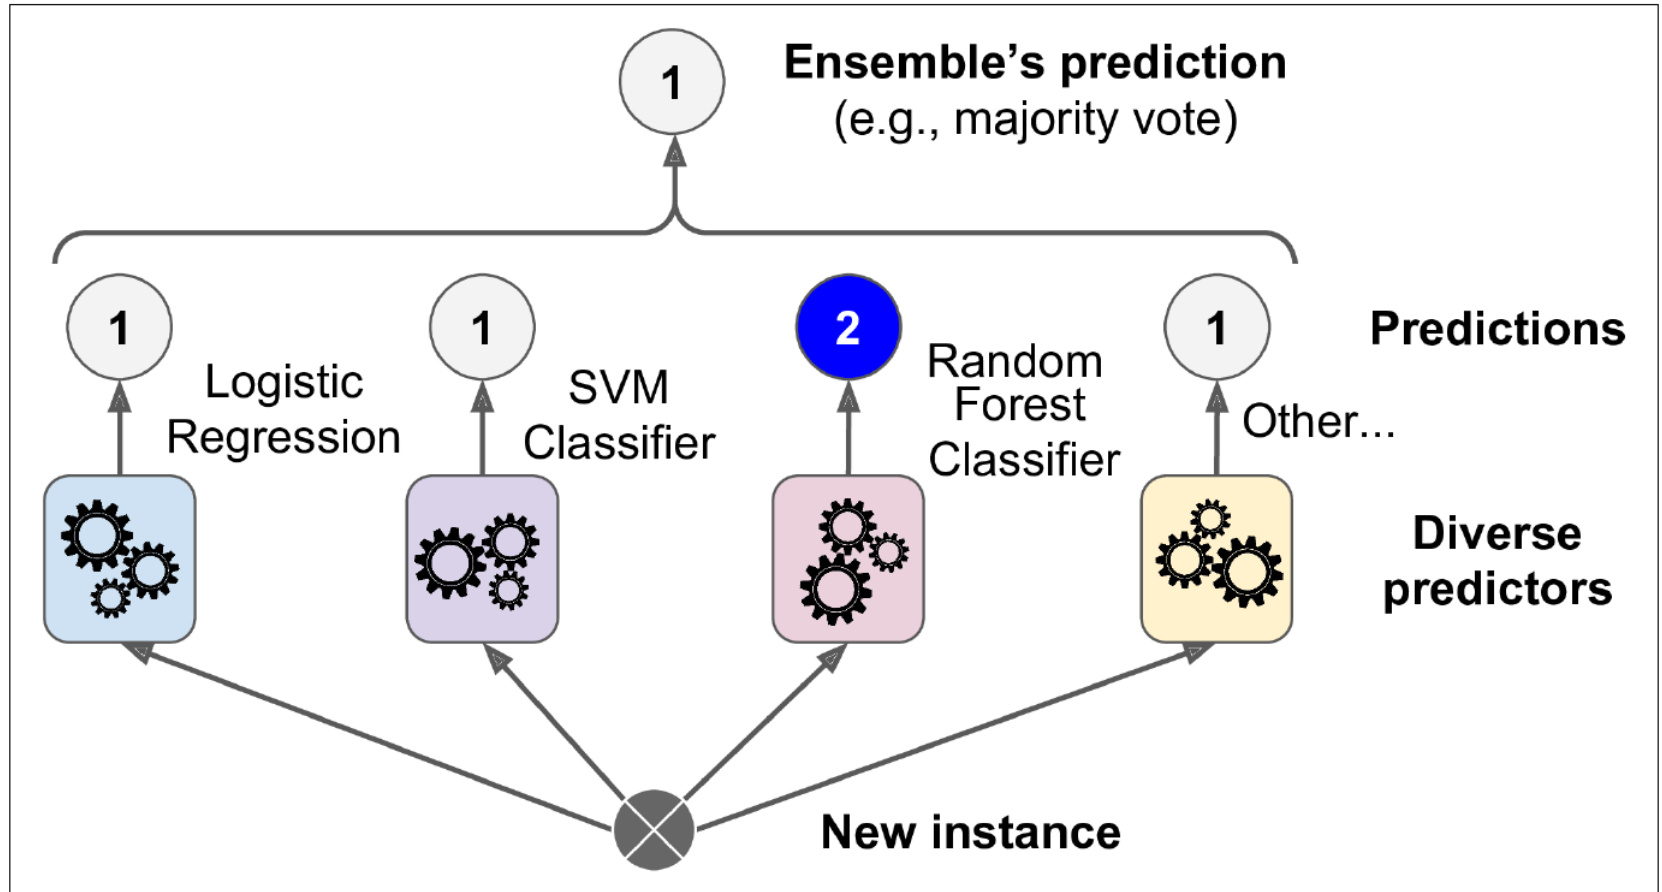 1
Ensemble’s prediction
(e.g., majority vote)
1
1
2
1
Predictions
Logistic
Regression
SVM
Classifier
Random
Forest
Classifier
Other...
Diverse
predictors
New instance